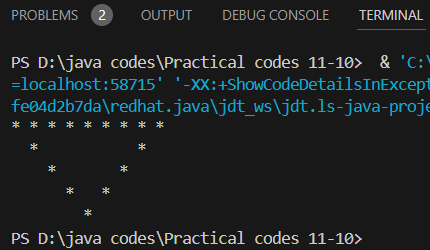 PROBLEMS 2 OUTPUT DEBUG CONSOLE TERMINAL
PS D:\java codes\Practical codes 11-10>  & 'C:\
=localhost:58715' '-XX:+ShowCodeDetailsInExcept
fe04d2b7da\redhat.java\jdt_ws\jdt.ls-java-proje
* * * * * * * * *
  *           *
    *       *
      *   *
        *
PS D:\java codes\Practical codes 11-10>